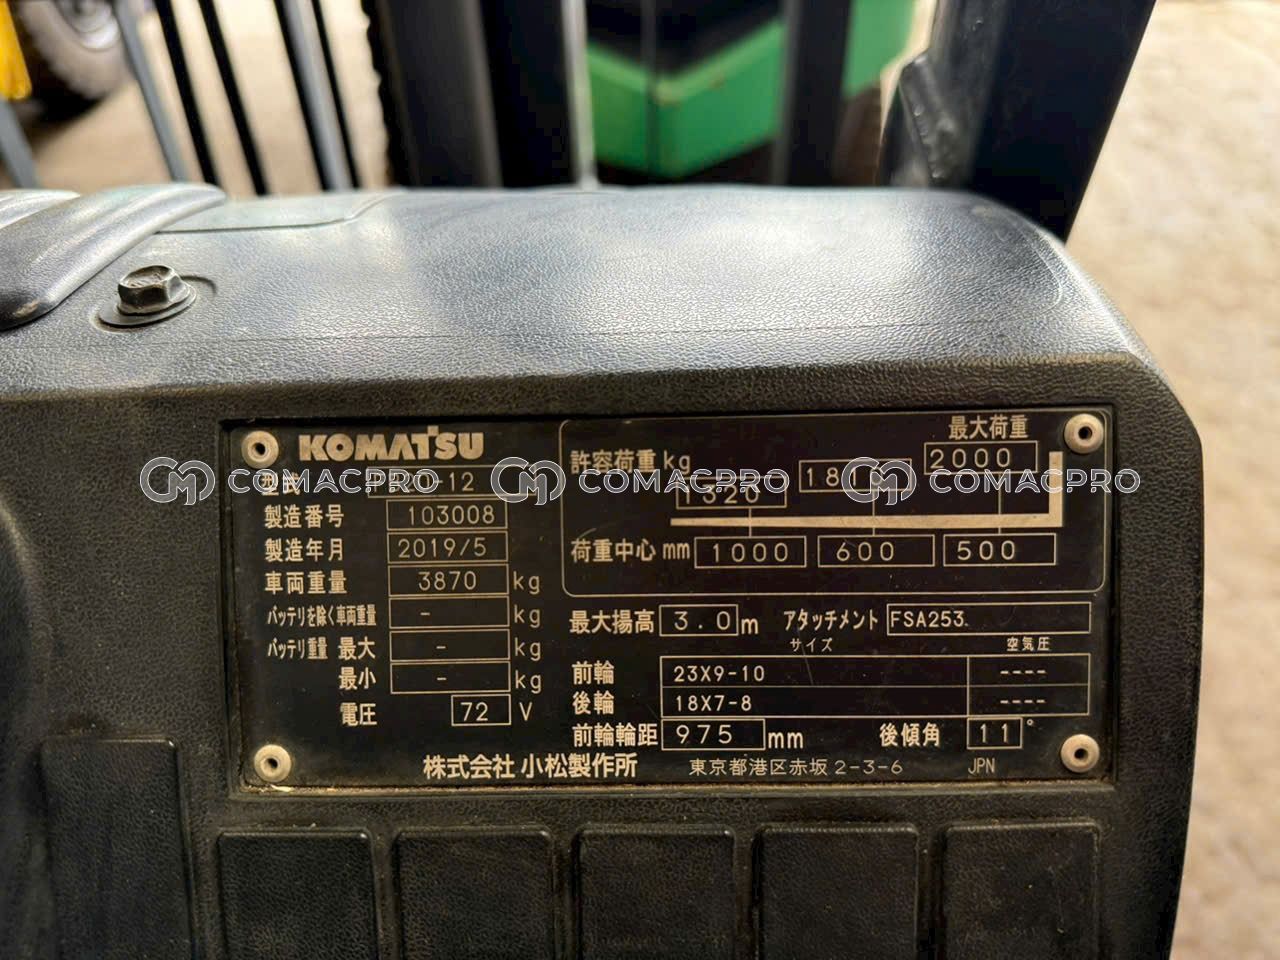 KOMATSU
型式 20-12
製造番号 103008
製造年月 2019/5
車両重量 3870 kg
バッテリを除く車両重量 - kg
バッテリ重量 最大 - kg
最小 - kg
電圧 72 V
最大荷重
許容荷重 kg 1320 2000
荷重中心 mm 1000 600 500
最大揚高 3.0 m アタッチメント FSA253
サイズ 空気圧
前輪 23X9-10 ----
後輪 18X7-8 ----
前輪輪距 975 mm 後傾角 11°
株式会社 小松製作所 東京都港区赤坂 2-3-6 JPN
COMACPRO COMACPRO COMACPRO